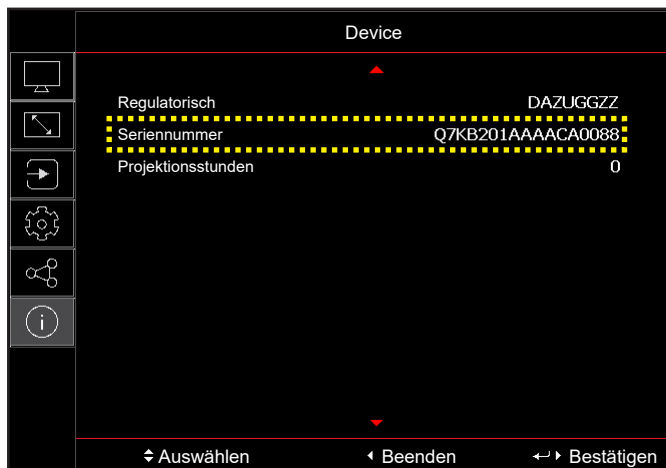 Device
Regulatorisch DAZUGGZZ
Seriennummer Q7KB201AAAACA0088
Projektionsstunden 0
Auswählen Beenden Bestätigen